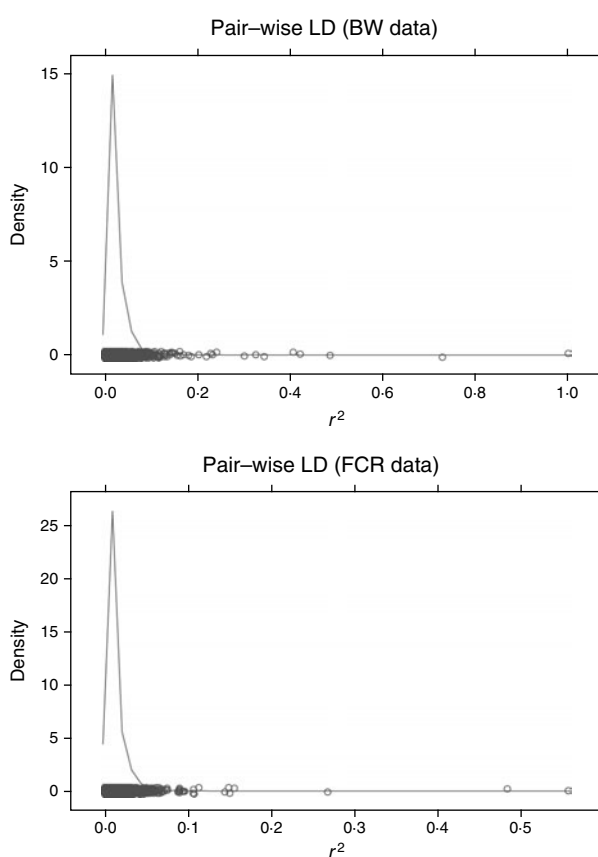 Pair–wise LD (BW data)
15
10
5
0
Density
0·0 0·2 0·4 0·6 0·8 1·0
r²
Pair–wise LD (FCR data)
25
20
15
10
5
0
Density
0·0 0·1 0·2 0·3 0·4 0·5
r²